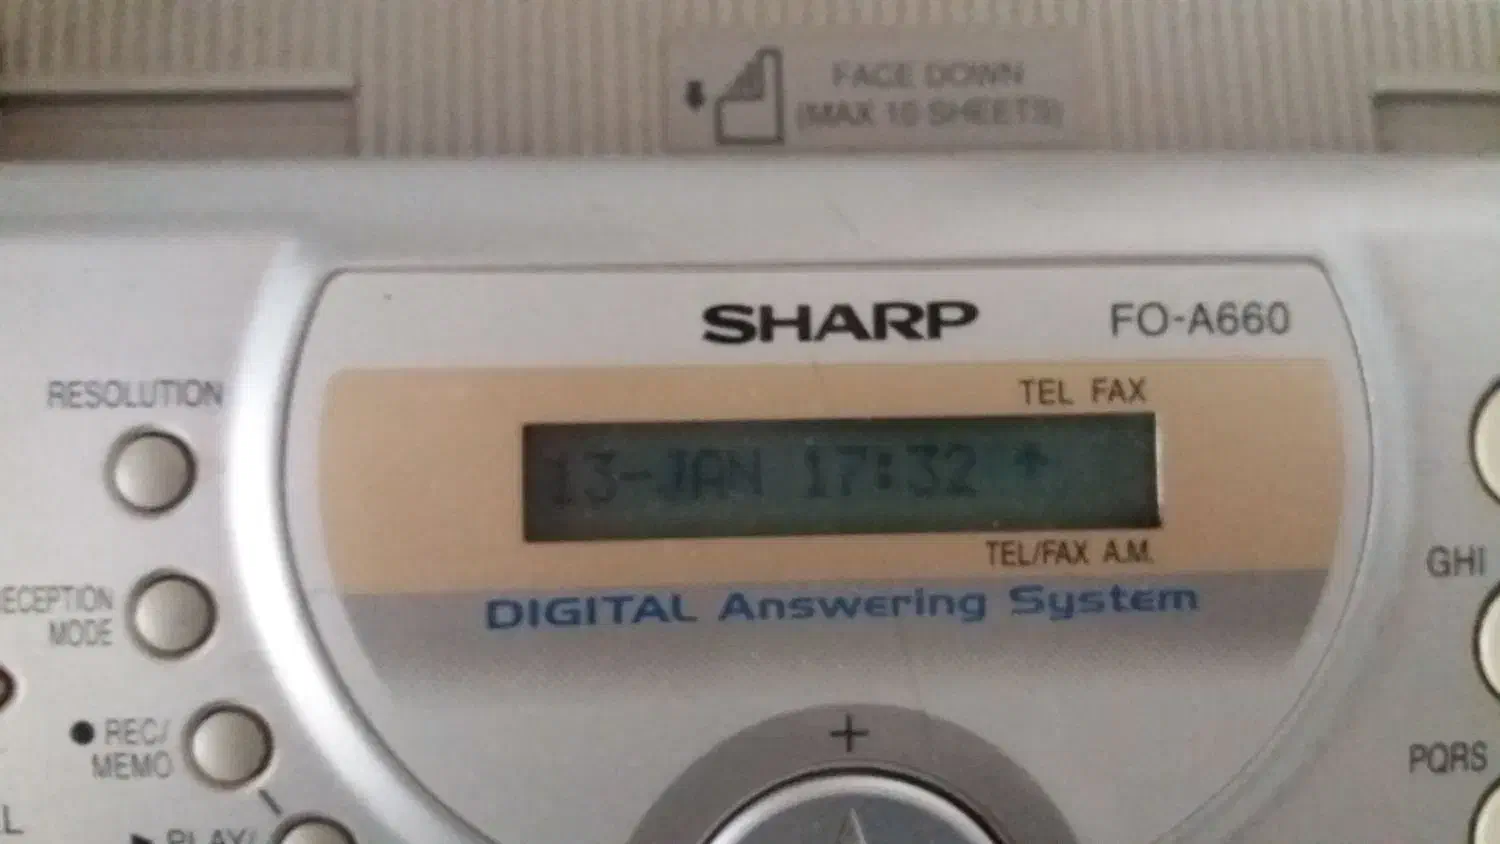 FACE DOWN
(MAX 10 SHEETS)
SHARP FO-A660
TEL FAX
13-JAN 17:32
TEL/FAX A.M.
DIGITAL Answering System
+
RESOLUTION
MODE
REC/
MEMO
PLAY/
GHI
PQRS